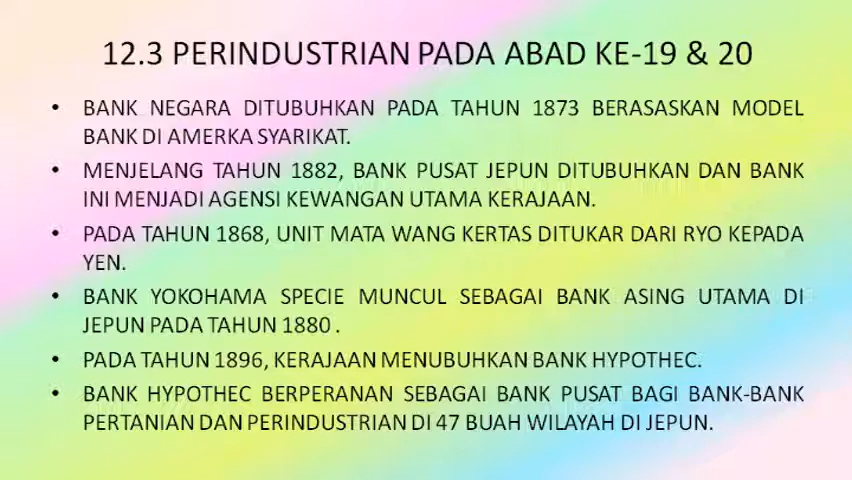 12.3 PERINDUSTRIAN PADA ABAD KE-19 & 20
• BANK NEGARA DITUBUHKAN PADA TAHUN 1873 BERASASKAN MODEL
BANK DI AMERKA SYARIKAT.
• MENJELANG TAHUN 1882, BANK PUSAT JEPUN DITUBUHKAN DAN BANK
INI MENJADI AGENSI KEWANGAN UTAMA KERAJAAN.
• PADA TAHUN 1868, UNIT MATA WANG KERTAS DITUKAR DARI RYO KEPADA
YEN.
• BANK YOKOHAMA SPECIE MUNCUL SEBAGAI BANK ASING UTAMA DI
JEPUN PADA TAHUN 1880 .
• PADA TAHUN 1896, KERAJAAN MENUBUHKAN BANK HYPOTHEC.
• BANK HYPOTHEC BERPERANAN SEBAGAI BANK PUSAT BAGI BANK-BANK
PERTANIAN DAN PERINDUSTRIAN DI 47 BUAH WILAYAH DI JEPUN.